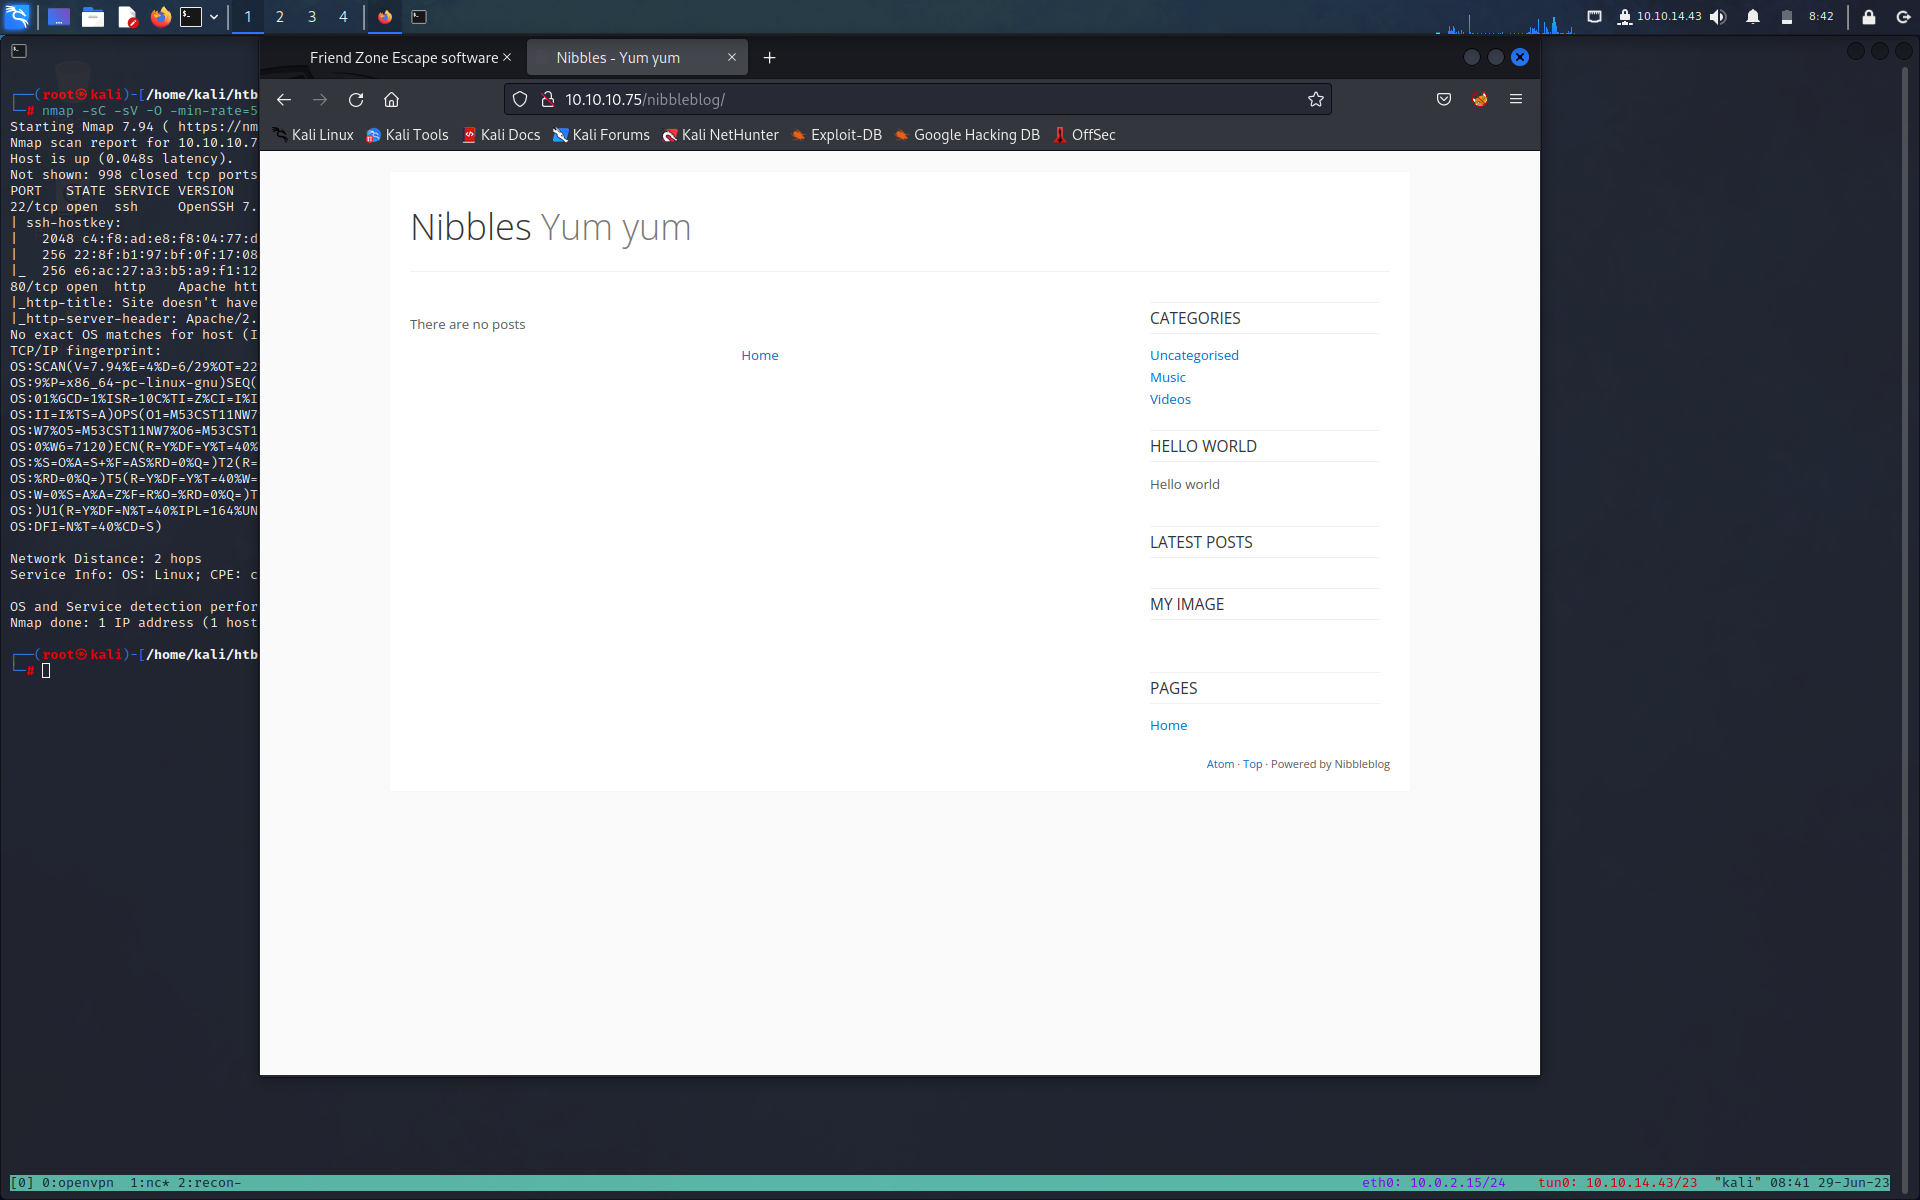 1 2 3 4 10.10.14.43 8:42
Friend Zone Escape software
Nibbles - Yum yum
10.10.10.75/nibbleblog/
Kali Linux Kali Tools Kali Docs Kali Forums Kali NetHunter Exploit-DB Google Hacking DB OffSec
┌──(root㉿kali)-[/home/kali/htb
└─# nmap -sC -sV -O -min-rate=5
Starting Nmap 7.94 ( https://nm
Nmap scan report for 10.10.10.7
Host is up (0.048s latency).
Not shown: 998 closed tcp ports
PORT   STATE SERVICE VERSION
22/tcp open  ssh     OpenSSH 7.
| ssh-hostkey:
|   2048 c4:f8:ad:e8:f8:04:77:d
|   256 22:8f:b1:97:bf:0f:17:08
|_  256 e6:ac:27:a3:b5:a9:f1:12
80/tcp open  http    Apache htt
|_http-title: Site doesn't have
|_http-server-header: Apache/2.
No exact OS matches for host (I
TCP/IP fingerprint:
OS:SCAN(V=7.94%E=4%D=6/29%OT=22
OS:9%P=x86_64-pc-linux-gnu)SEQ(
OS:01%GCD=1%ISR=10C%TI=Z%CI=I%I
OS:II=I%TS=A)OPS(O1=M53CST11NW7
OS:W7%O5=M53CST11NW7%O6=M53CST1
OS:0%W6=7120)ECN(R=Y%DF=Y%T=40%
OS:%S=O%A=S+%F=AS%RD=0%Q=)T2(R=
OS:%RD=0%Q=)T5(R=Y%DF=Y%T=40%W=
OS:W=0%S=A%A=Z%F=R%O=%RD=0%Q=)T
OS:)U1(R=Y%DF=N%T=40%IPL=164%UN
OS:DFI=N%T=40%CD=S)
Network Distance: 2 hops
Service Info: OS: Linux; CPE: c
OS and Service detection perfor
Nmap done: 1 IP address (1 host
┌──(root㉿kali)-[/home/kali/htb
└─#
Nibbles Yum yum
There are no posts
Home
CATEGORIES
Uncategorised
Music
Videos
HELLO WORLD
Hello world
LATEST POSTS
MY IMAGE
PAGES
Home
Atom · Top · Powered by Nibbleblog
[0] 0:openvpn  1:nc* 2:recon- eth0: 10.0.2.15/24 tun0: 10.10.14.43/23 "kali" 08:41 29-Jun-23